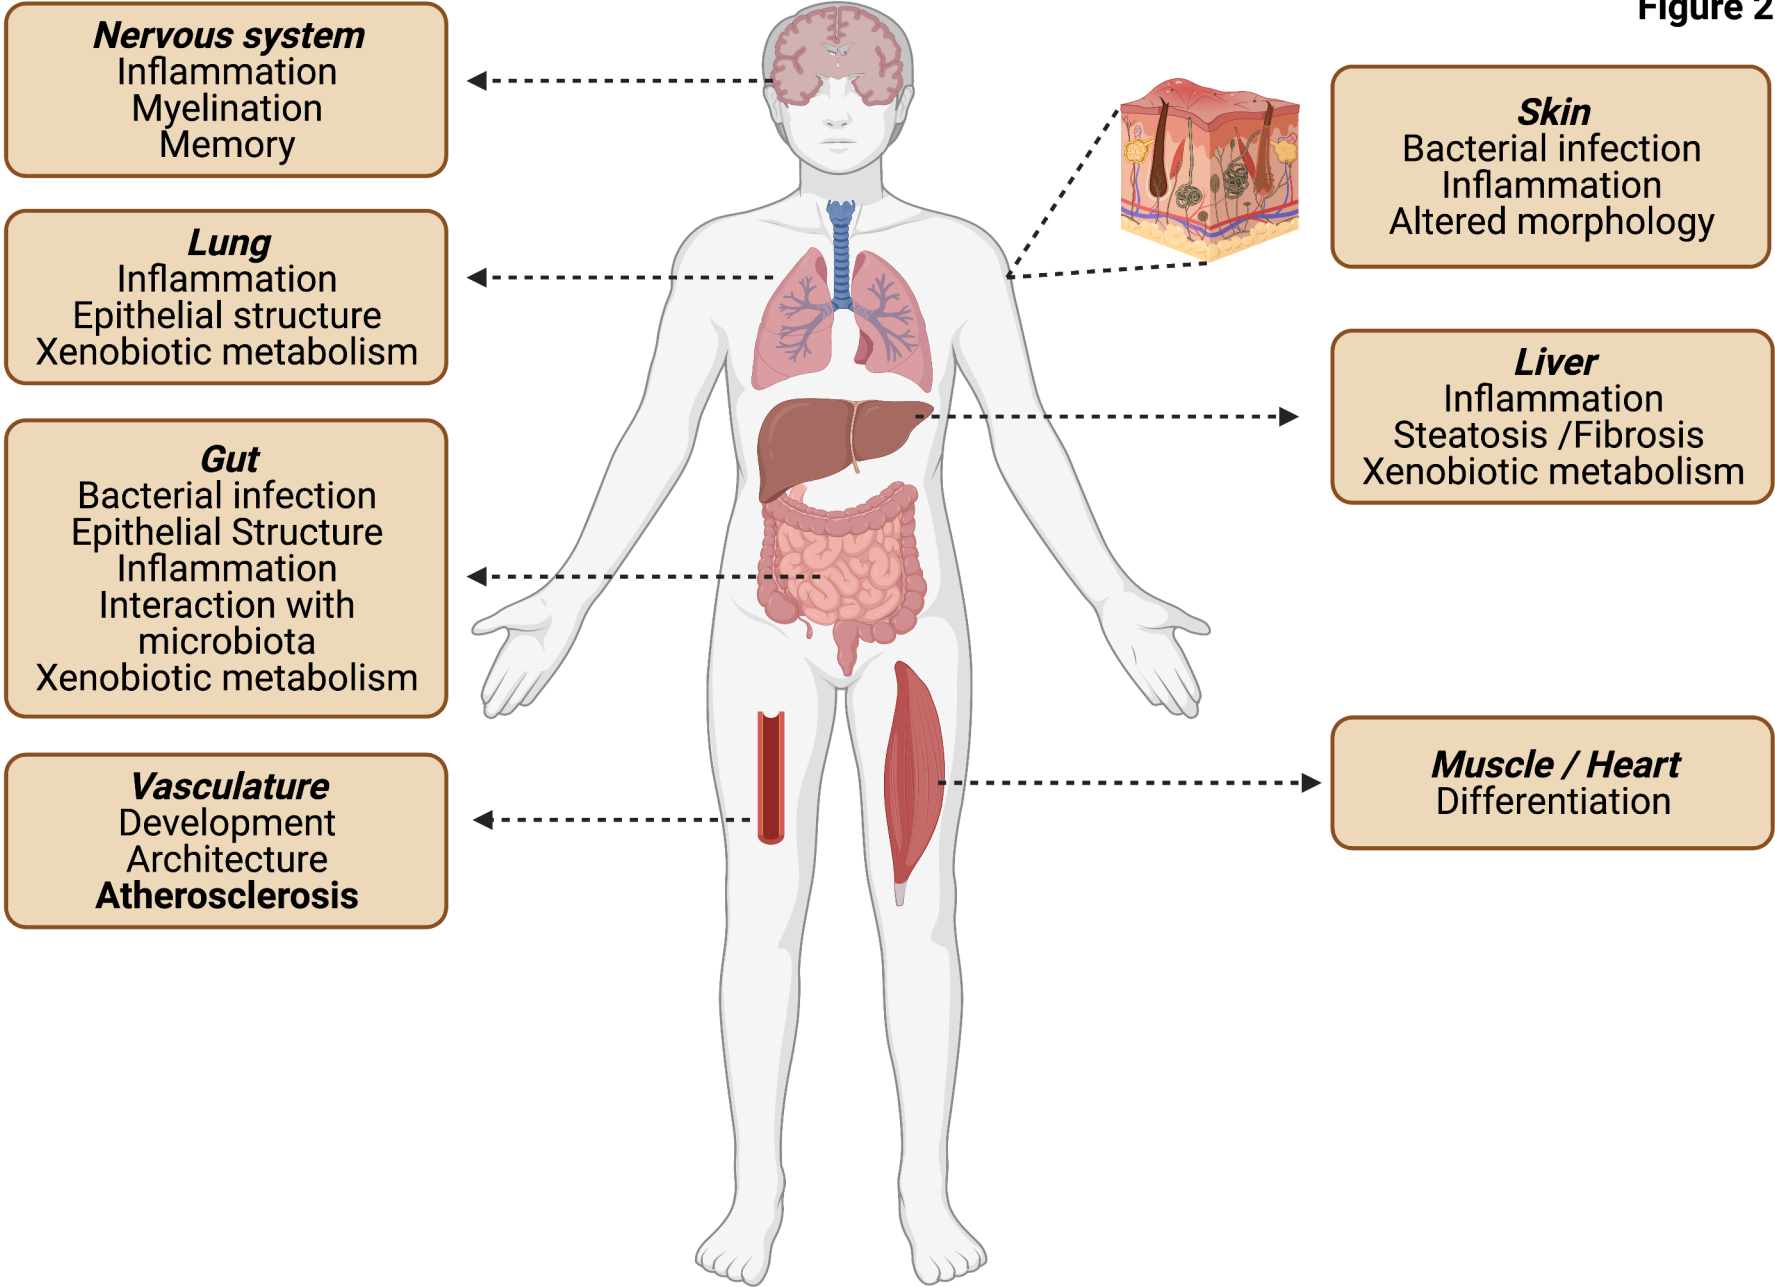 Figure 2
Nervous system
Inflammation
Myelination
Memory
Lung
Inflammation
Epithelial structure
Xenobiotic metabolism
Gut
Bacterial infection
Epithelial Structure
Inflammation
Interaction with
microbiota
Xenobiotic metabolism
Vasculature
Development
Architecture
Atherosclerosis
Skin
Bacterial infection
Inflammation
Altered morphology
Liver
Inflammation
Steatosis /Fibrosis
Xenobiotic metabolism
Muscle / Heart
Differentiation